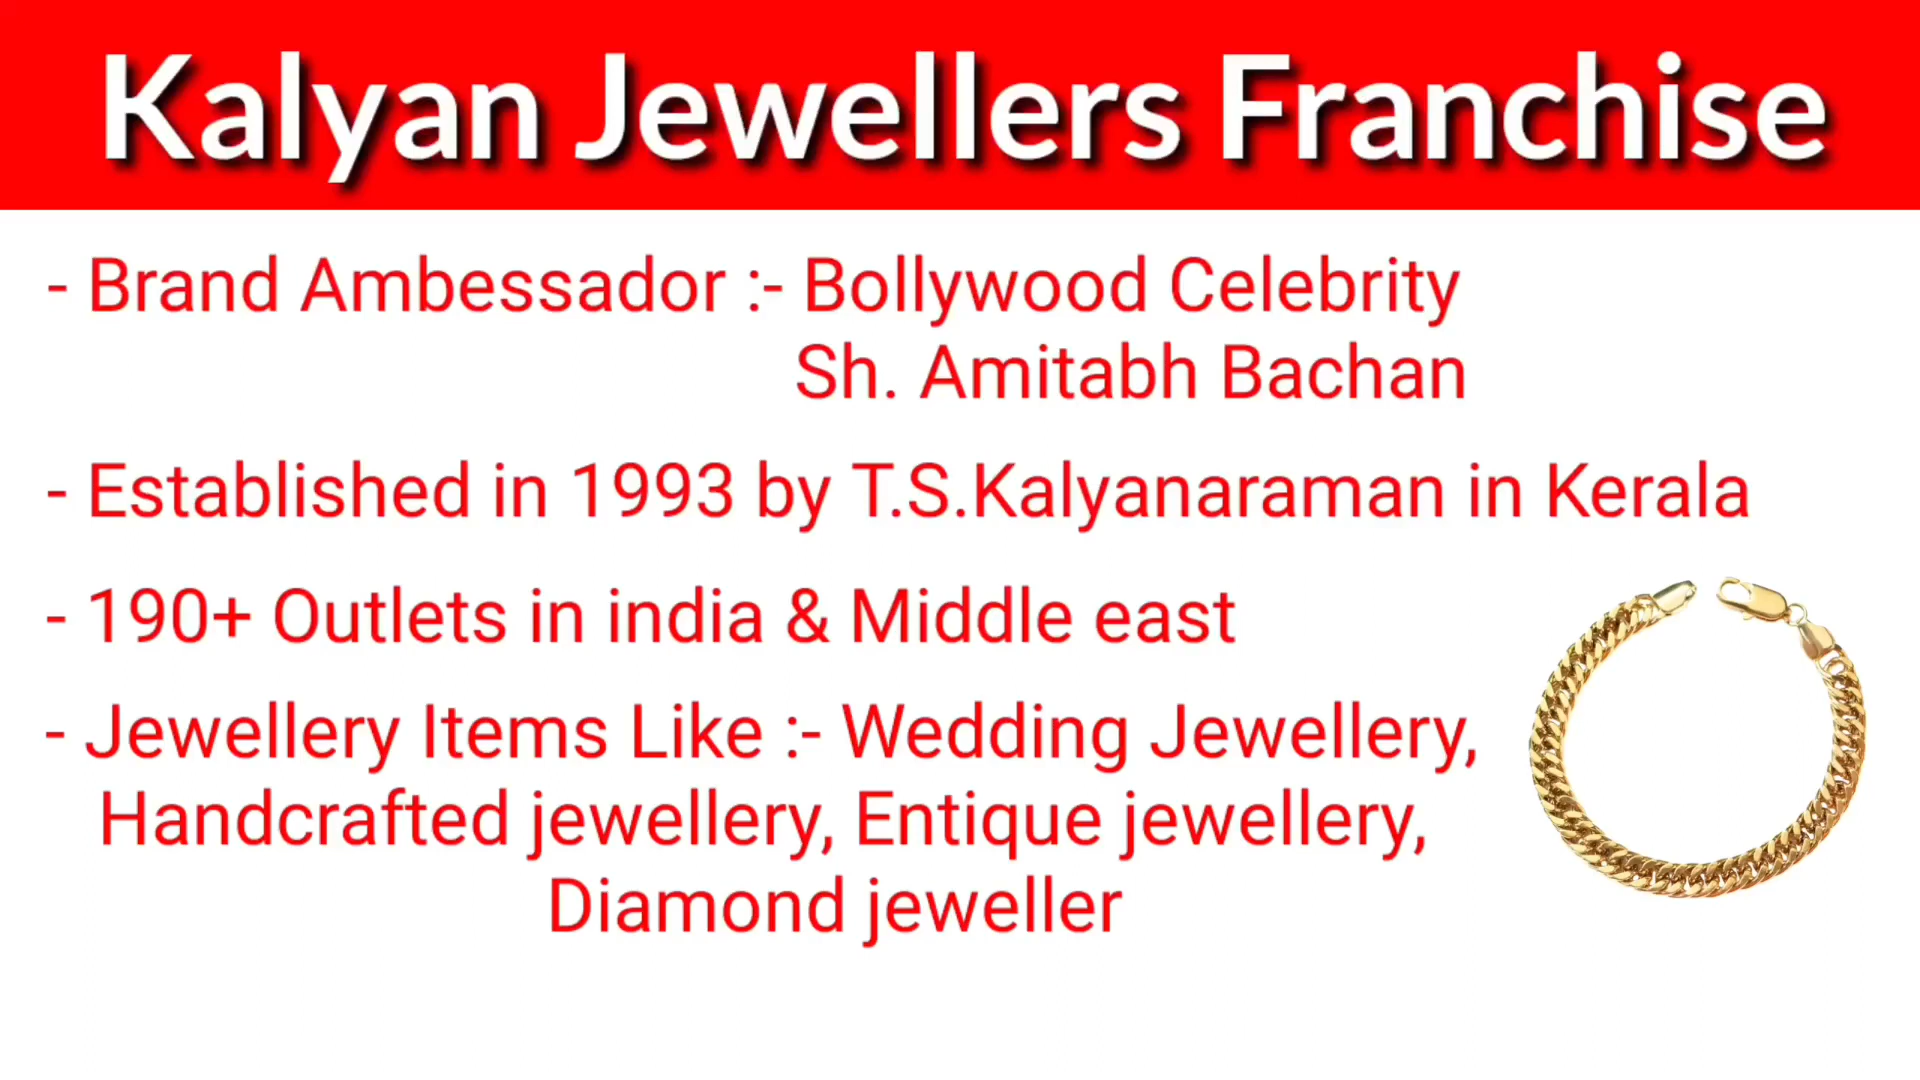 Kalyan Jewellers Franchise
- Brand Ambessador :- Bollywood Celebrity
Sh. Amitabh Bachan
- Established in 1993 by T.S.Kalyanaraman in Kerala
- 190+ Outlets in india & Middle east
- Jewellery Items Like :- Wedding Jewellery,
Handcrafted jewellery, Entique jewellery,
Diamond jeweller